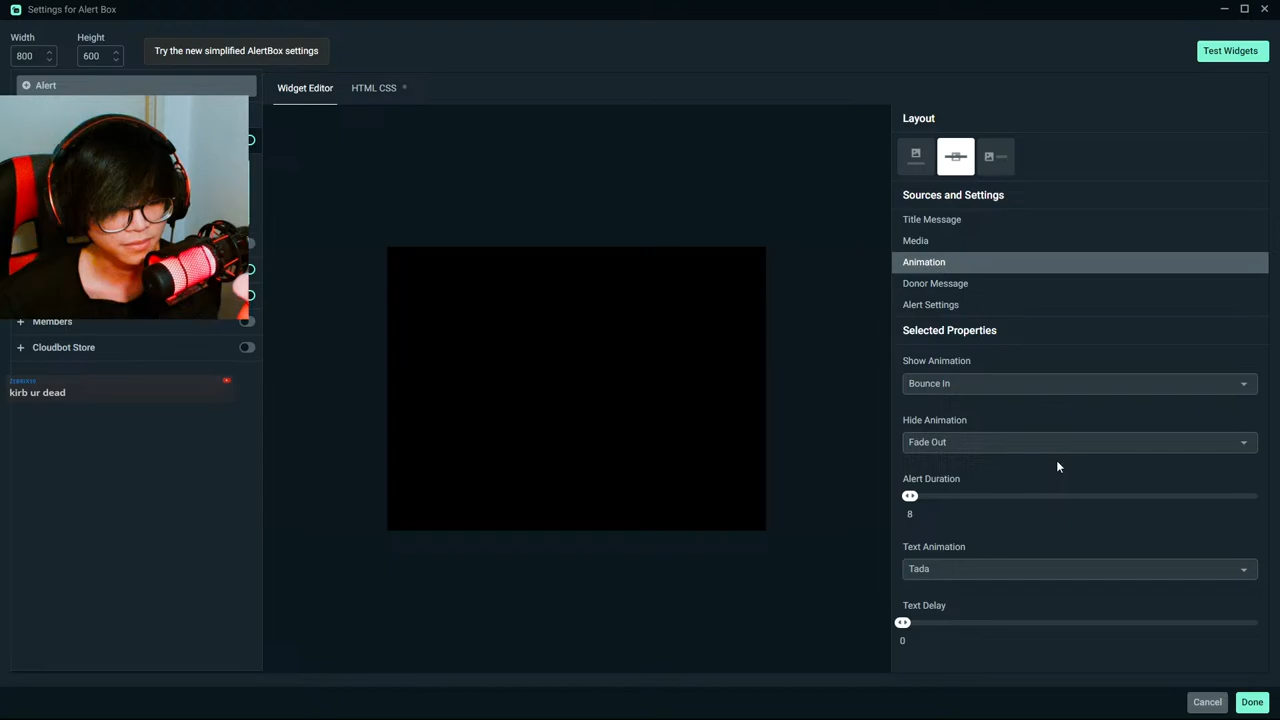 Settings for Alert Box
Width
Height
800
600
Try the new simplified AlertBox settings
Test Widgets
Alert
Widget Editor
HTML CSS
Layout
Sources and Settings
Title Message
Media
Animation
Donor Message
Alert Settings
Members
Cloudbot Store
kirb ur dead
Selected Properties
Show Animation
Bounce In
Hide Animation
Fade Out
Alert Duration
8
Text Animation
Tada
Text Delay
0
Cancel
Done